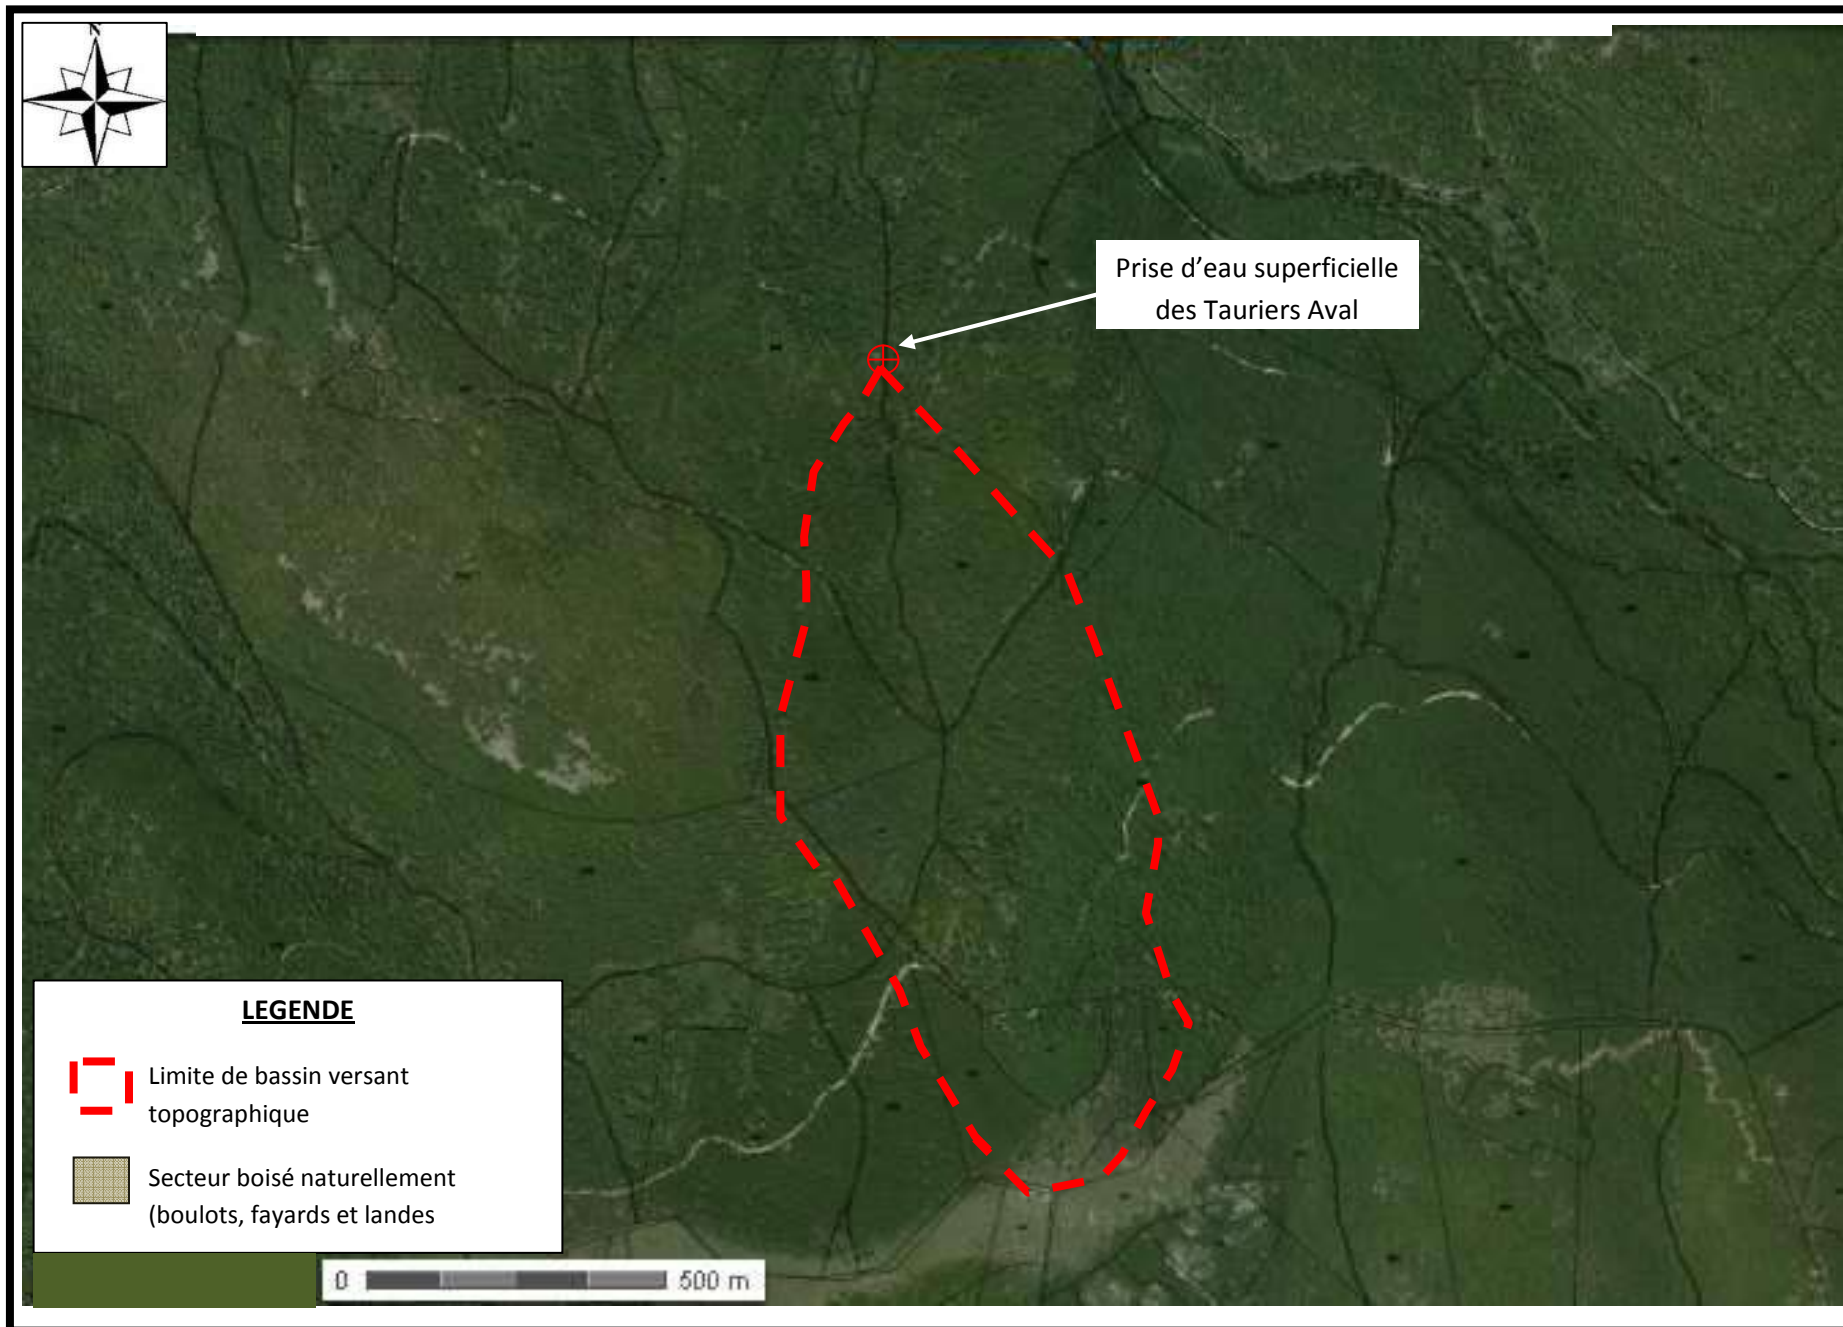 N
Prise d’eau superficielle
des Tauriers Aval
LEGENDE
Limite de bassin versant
topographique
Secteur boisé naturellement
(boulots, fayards et landes
0 500 m